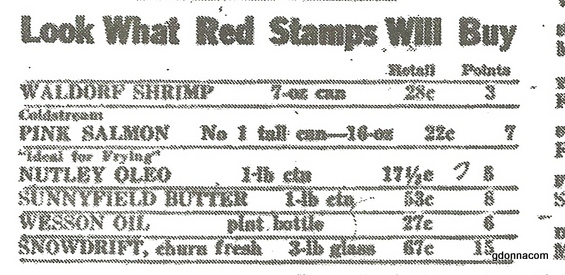 Look What Red Stamps Will Buy
Retail Points
WALDORF SHRIMP 7-oz can 28c 3
Coldstream
PINK SALMON No 1 tall can—16-oz 22c 7
"Ideal for Frying"
NUTLEY OLEO 1-lb ctn 17½c
SUNNYFIELD BUTTER 1-lb ctn 53c 8
WESSON OIL pint bottle 27c 6
SNOWDRIFT, churn fresh 3-lb glass 67c 15
gdonnacom